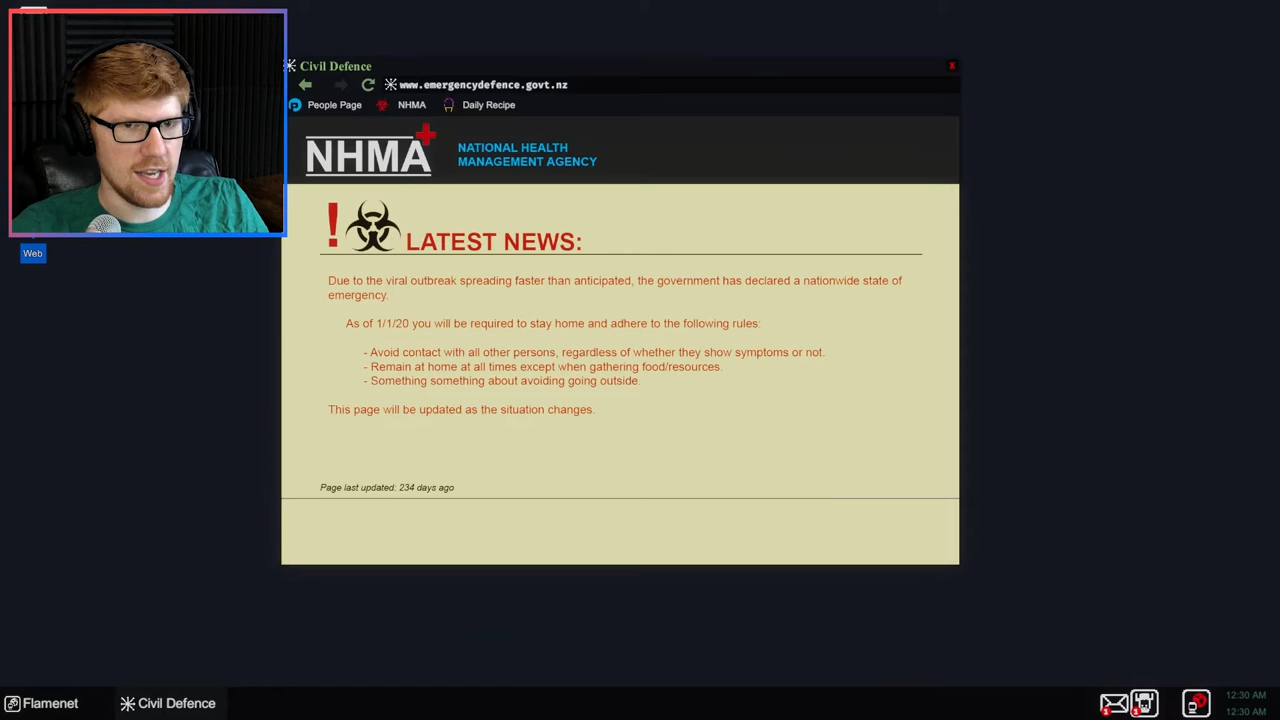 Civil Defence
x
www.emergencydefence.govt.nz
People Page NHMA Daily Recipe
NHMA
NATIONAL HEALTH
MANAGEMENT AGENCY
Web
! LATEST NEWS:
Due to the viral outbreak spreading faster than anticipated, the government has declared a nationwide state of
emergency.
As of 1/1/20 you will be required to stay home and adhere to the following rules:
- Avoid contact with all other persons, regardless of whether they show symptoms or not.
- Remain at home at all times except when gathering food/resources.
- Something something about avoiding going outside.
This page will be updated as the situation changes.
Page last updated: 234 days ago
Flamenet Civil Defence 1 1 12:30 AM
12:30 AM